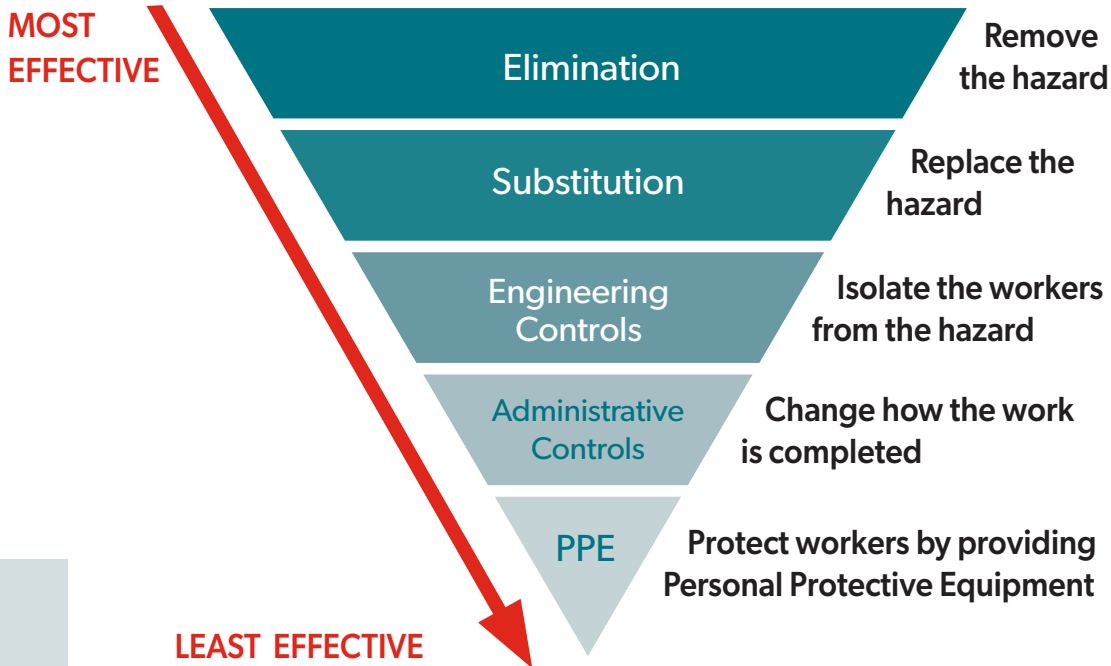 MOST
EFFECTIVE
Elimination
Remove
the hazard
Substitution
Replace the
hazard
Engineering
Controls
Isolate the workers
from the hazard
Administrative
Controls
Change how the work
is completed
PPE
Protect workers by providing
Personal Protective Equipment
LEAST EFFECTIVE